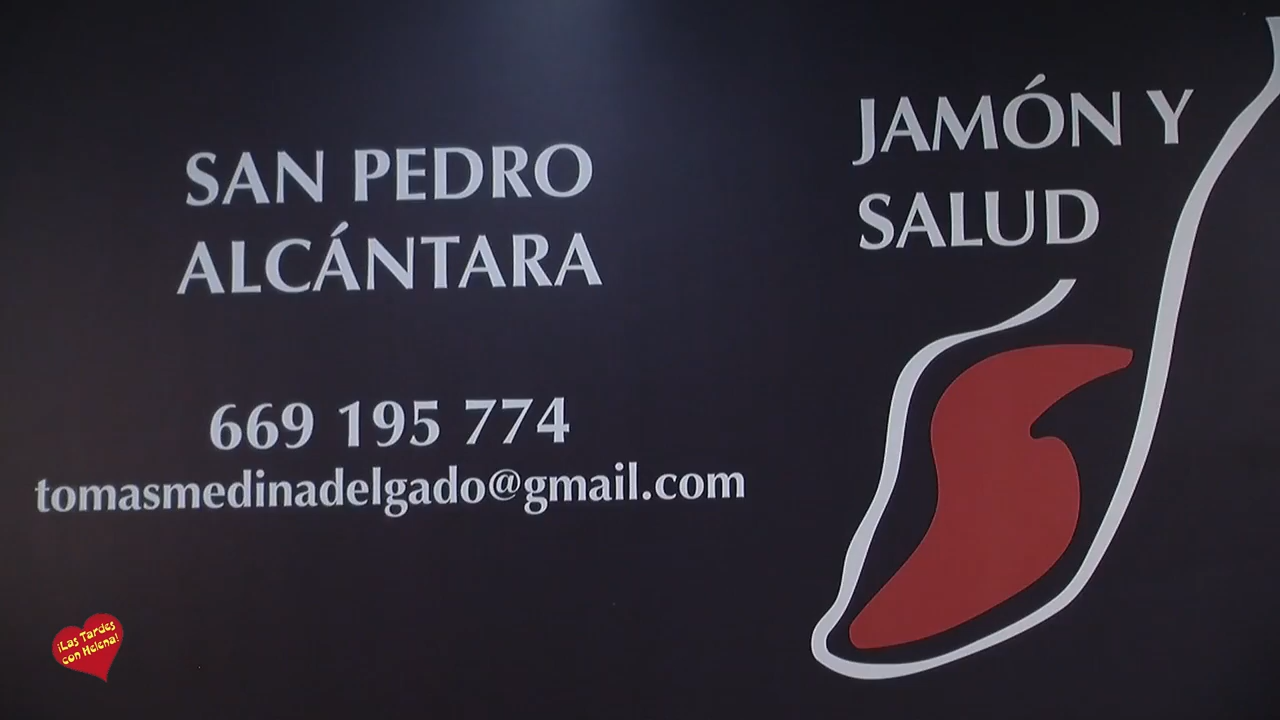 SAN PEDRO
ALCÁNTARA
669 195 774
tomasmedinadelgado@gmail.com
JAMÓN Y
SALUD
¡Las Tardes
con Helena!